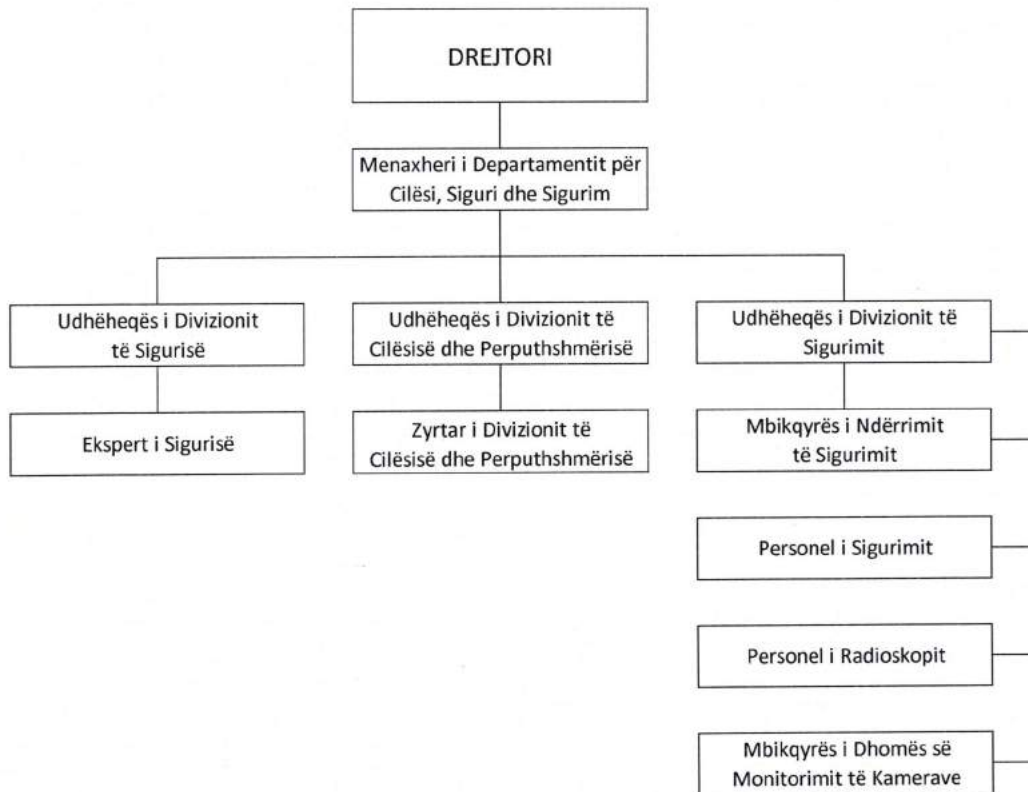 DREJTORI
Menaxheri i Departamentit për
Cilësi, Siguri dhe Sigurim
Udhëheqës i Divizionit
të Sigurisë
Udhëheqës i Divizionit të
Cilësisë dhe Perputhshmërisë
Udhëheqës i Divizionit të
Sigurimit
Ekspert i Sigurisë
Zyrtar i Divizionit të
Cilësisë dhe Perputhshmërisë
Mbikqyrës i Ndërrimit
të Sigurimit
Personel i Sigurimit
Personel i Radioskopit
Mbikqyrës i Dhomës së
Monitorimit të Kamerave